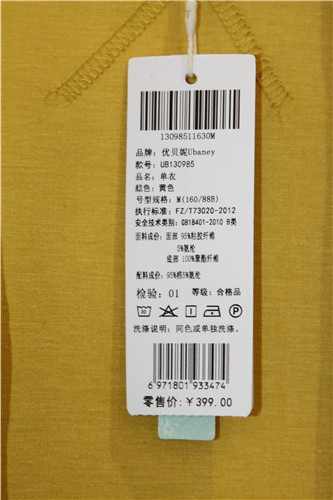 13098511630M
品牌: 优贝妮Ubaney
款号: UB130985
品名: 单衣
颜色: 黄色
号型规格: M(160/88B)
执行标准: FZ/T73020-2012
安全技术类别: GB18401-2010 B类
面料成份: 面部 95%粘胶纤维
5%氨纶
底部 100%聚酯纤维
配料成份: 95%棉5%氨纶
检验: 01 等级: 合格品
洗涤说明: 同色或单独洗涤.
6 971801 933474
零售价: ¥399.00